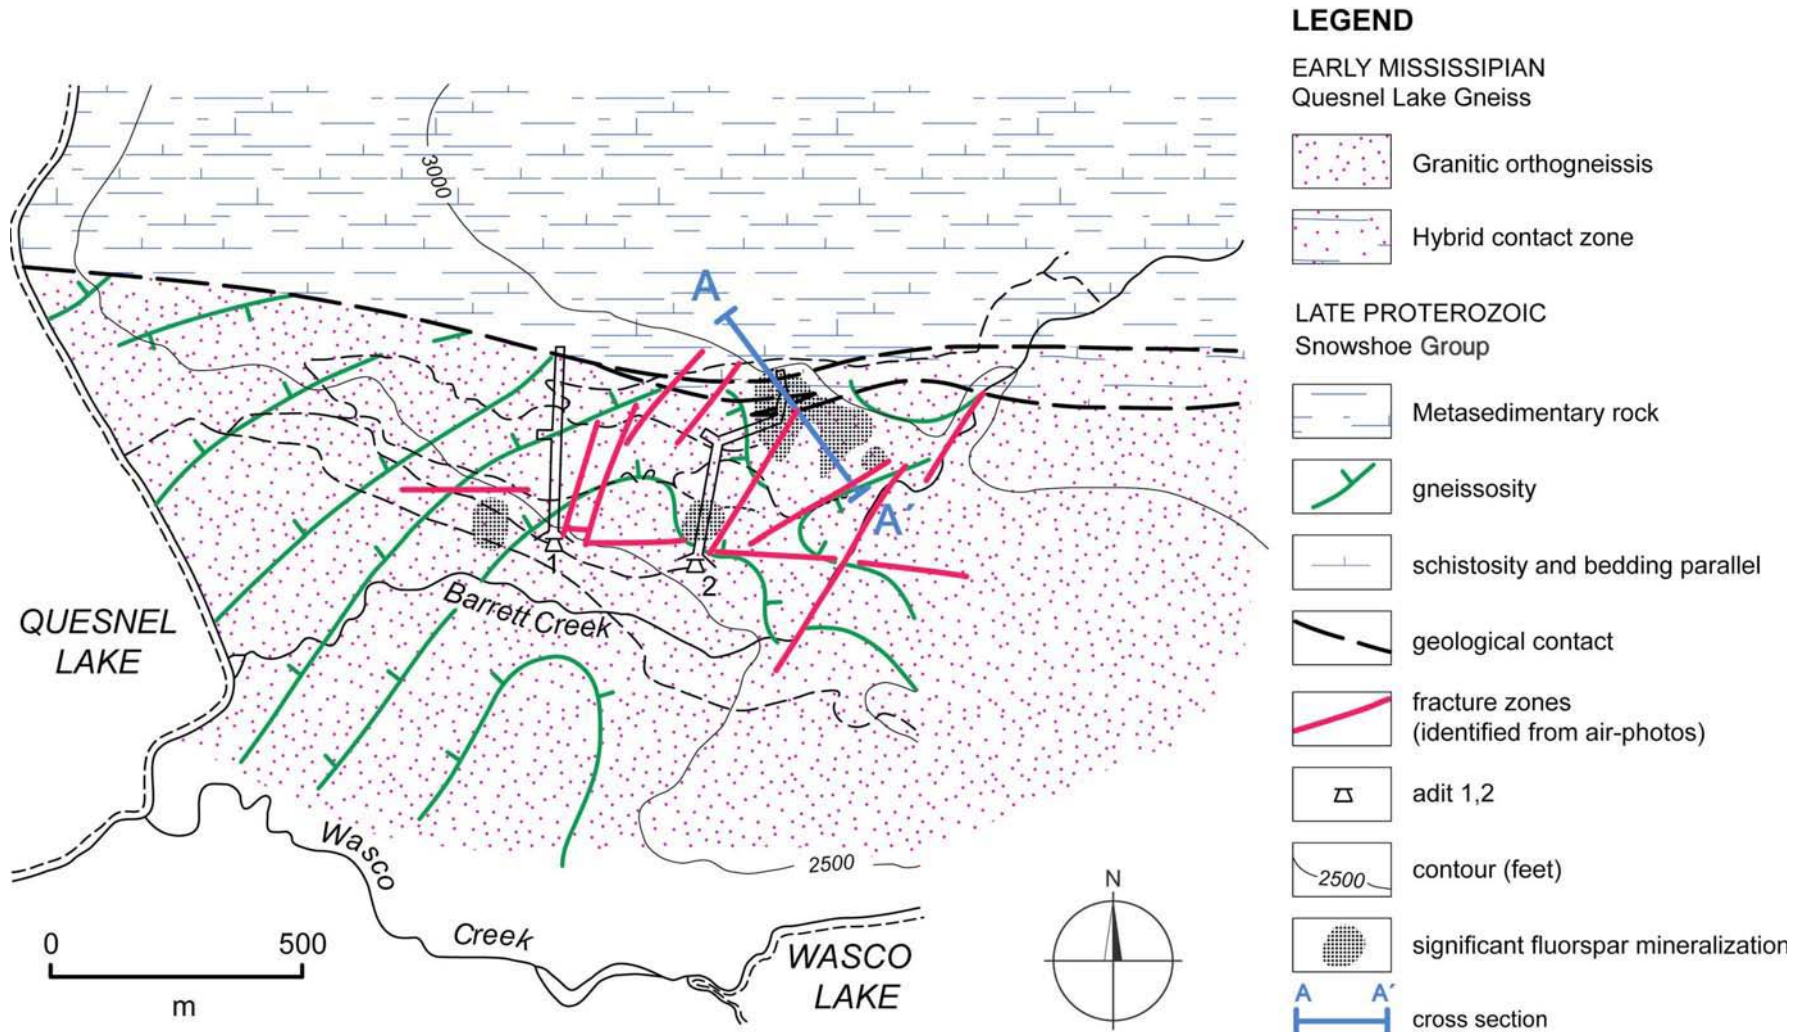 3000
A
A´
1
2
Barrett Creek
QUESNEL
LAKE
Wasco
Creek
2500
WASCO
LAKE
0 500
m
N
LEGEND
EARLY MISSISSIPIAN
Quesnel Lake Gneiss
Granitic orthogneissis
Hybrid contact zone
LATE PROTEROZOIC
Snowshoe Group
Metasedimentary rock
gneissosity
schistosity and bedding parallel
geological contact
fracture zones
(identified from air-photos)
adit 1,2
2500
contour (feet)
significant fluorspar mineralization
A A´
cross section